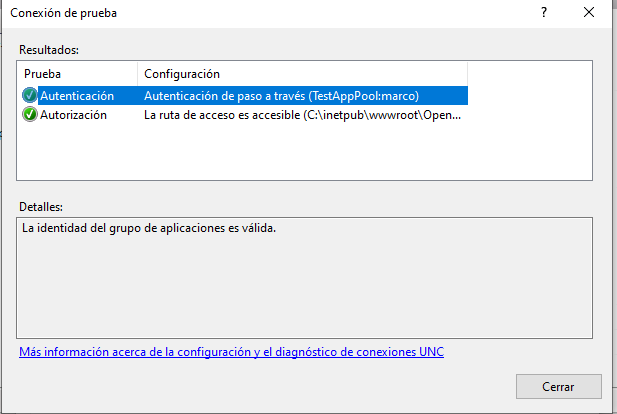 Conexión de prueba
?
Resultados:
Prueba Configuración
Autenticación Autenticación de paso a través (TestAppPool:marco)
Autorización La ruta de acceso es accesible (C:\inetpub\wwwroot\Open...
Detalles:
La identidad del grupo de aplicaciones es válida.
Más información acerca de la configuración y el diagnóstico de conexiones UNC
Cerrar